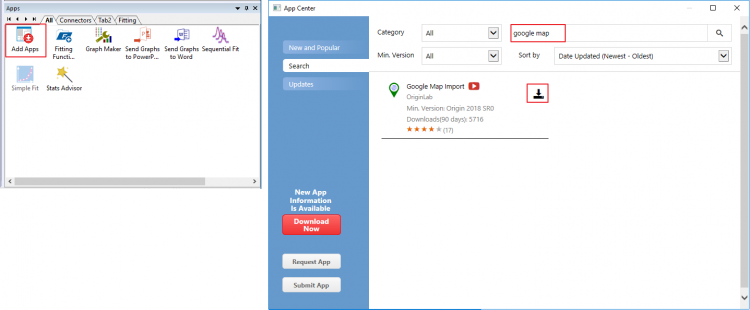 Apps
All Connectors Tab2 Fitting
Add Apps
Fitting
Functi...
Graph Maker
Send Graphs
to PowerP...
Send Graphs
to Word
Sequential Fit
Simple Fit
Stats Advisor
App Center
New and Popular
Search
Updates
New App
Information
Is Available
Download
Now
Request App
Submit App
Category All google map
Min. Version All Sort by Date Updated (Newest - Oldest)
Google Map Import
OriginLab
Min. Version: Origin 2018 SR0
Downloads(90 days): 5716
(17)